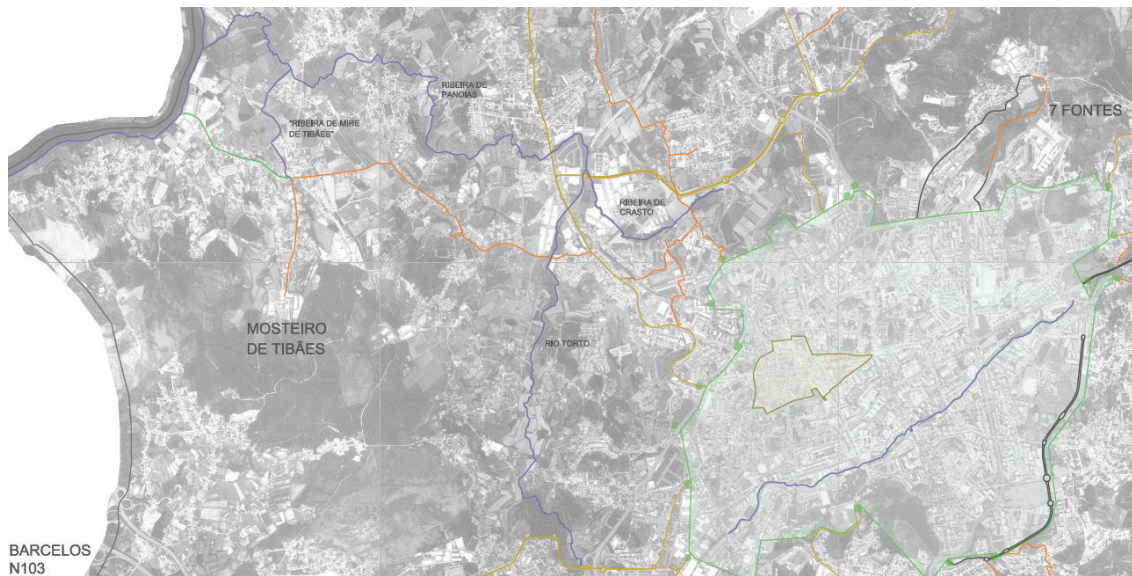 RIBEIRA DE
PANOIAS
7 FONTES
"RIBEIRA DE MIRE
DE TIBÃES"
RIBEIRA DE
CRASTO
MOSTEIRO
DE TIBÃES
RIO TORTO
BARCELOS
N103